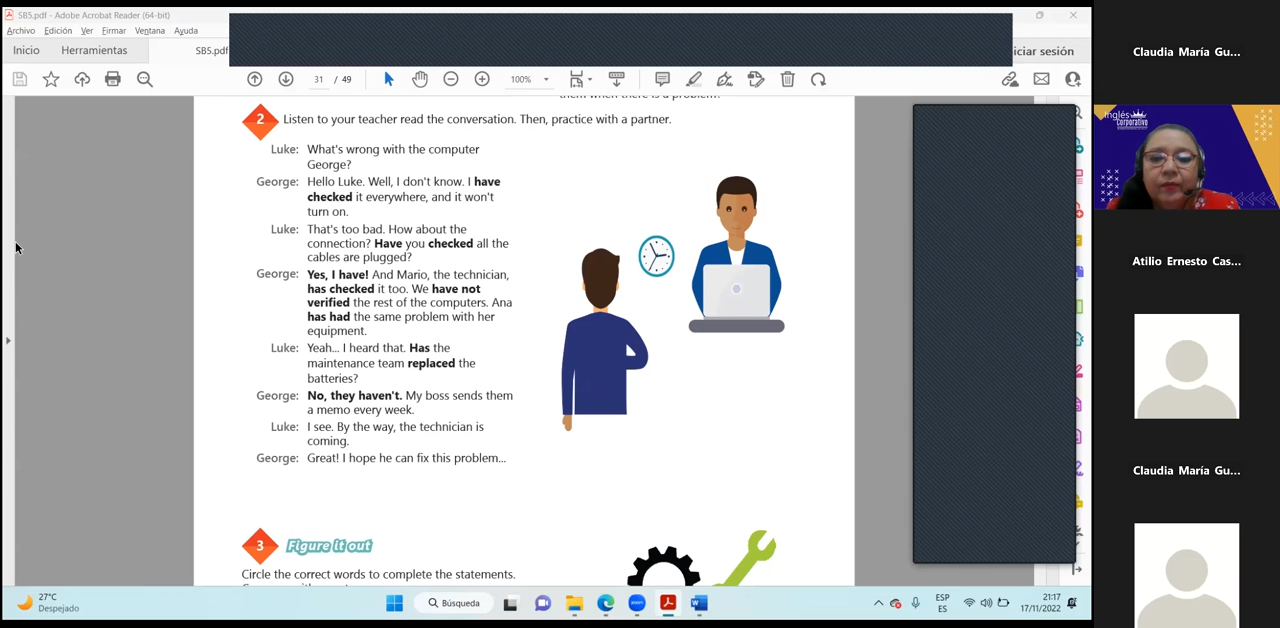 SB5.pdf - Adobe Acrobat Reader (64-bit)
Archivo Edición Ver Firmar Ventana Ayuda
Inicio Herramientas SB5.pdf iciar sesión
31 / 49 100%
2 Listen to your teacher read the conversation. Then, practice with a partner.
Luke: What's wrong with the computer
George?
George: Hello Luke. Well, I don't know. I have
checked it everywhere, and it won't
turn on.
Luke: That's too bad. How about the
connection? Have you checked all the
cables are plugged?
George: Yes, I have! And Mario, the technician,
has checked it too. We have not
verified the rest of the computers. Ana
has had the same problem with her
equipment.
Luke: Yeah... I heard that. Has the
maintenance team replaced the
batteries?
George: No, they haven't. My boss sends them
a memo every week.
Luke: I see. By the way, the technician is
coming.
George: Great! I hope he can fix this problem...
3 Figure it out
Circle the correct words to complete the statements.
27°C
Despejado
Búsqueda
ESP
ES
21:17
17/11/2022
Claudia María Gu...
Inglés
Corporativo
Atilio Ernesto Cas...
Claudia María Gu...